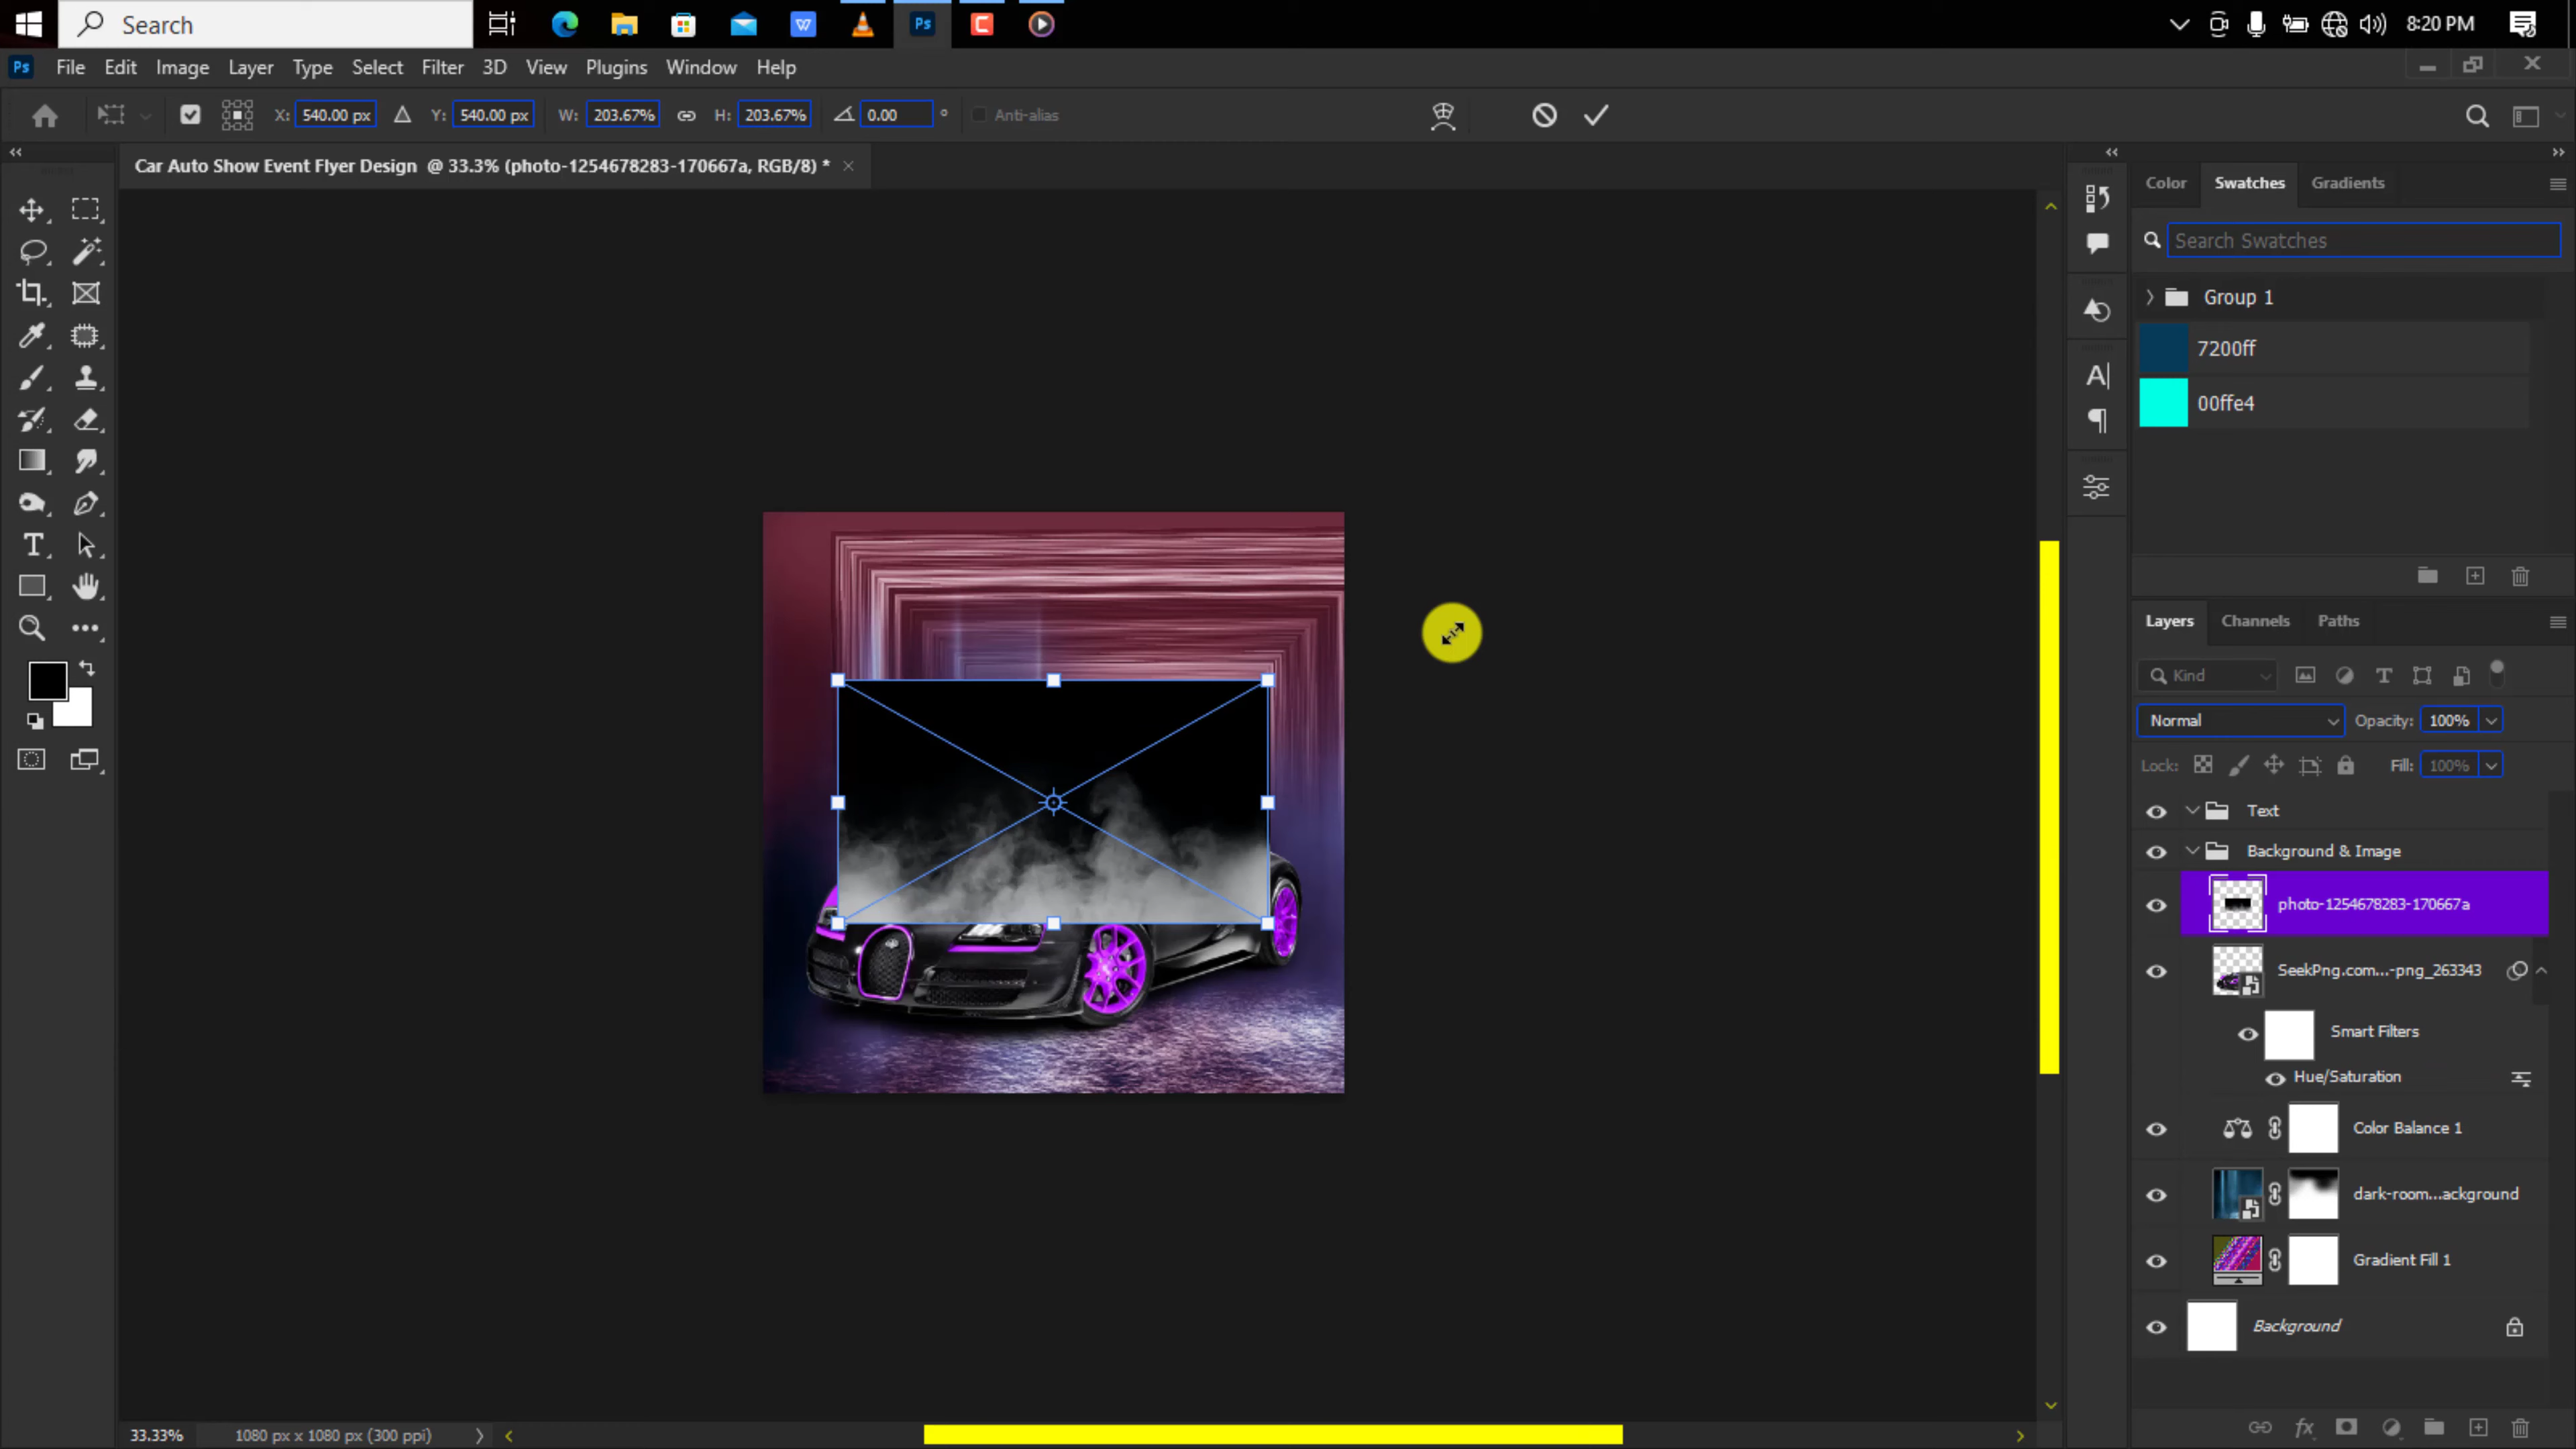 Search
8:20 PM
Ps File Edit Image Layer Type Select Filter 3D View Plugins Window Help
X: 540.00 px Y: 540.00 px W: 203.67% H: 203.67% 0.00 ° Anti-alias
Car Auto Show Event Flyer Design @ 33.3% (photo-1254678283-170667a, RGB/8) *
Color Swatches Gradients
Search Swatches
Group 1
7200ff
00ffe4
Layers Channels Paths
Kind
Normal Opacity: 100%
Lock: Fill: 100%
Text
Background & Image
photo-1254678283-170667a
SeekPng.com...-png_263343
Smart Filters
Hue/Saturation
Color Balance 1
dark-room...ackground
Gradient Fill 1
Background
33.33% 1080 px x 1080 px (300 ppi)